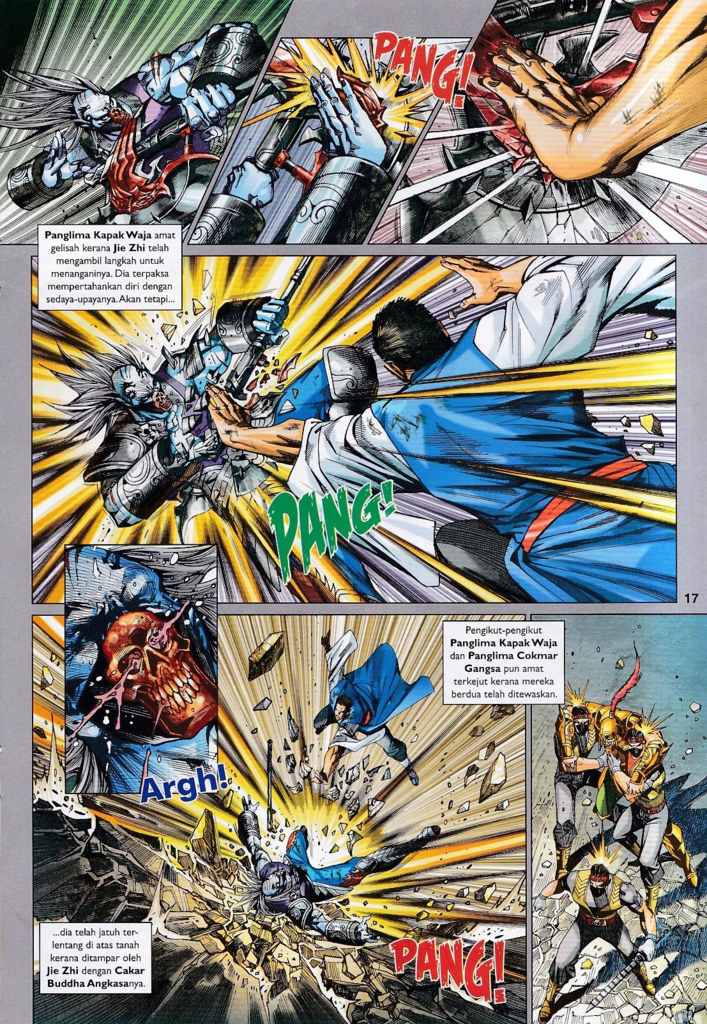 PANG!
Panglima Kapak Waja amat
gelisah kerana Jie Zhi telah
mengambil langkah untuk
menanganinya. Dia terpaksa
mempertahankan diri dengan
sedaya-upayanya. Akan tetapi...
PANG!
17
Argh!
Pengikut-pengikut
Panglima Kapak Waja
dan Panglima Cokmar
Gangsa pun amat
terkejut kerana mereka
berdua telah ditewaskan.
...dia telah jatuh ter-
lentang di atas tanah
kerana ditampar oleh
Jie Zhi dengan Cakar
Buddha Angkasanya.
PANG!